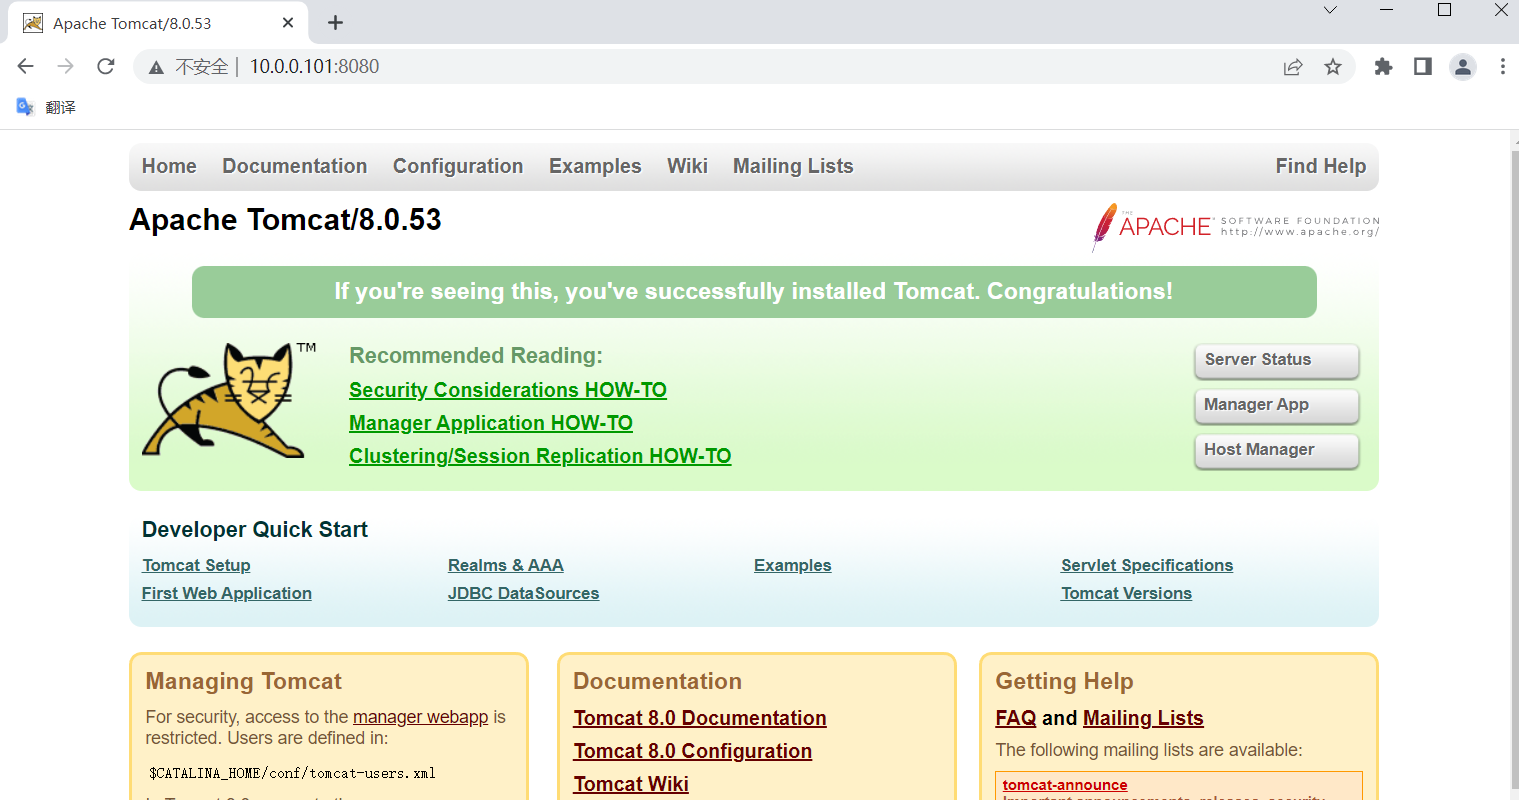 Apache Tomcat/8.0.53
不安全 | 10.0.0.101:8080
翻译
Home Documentation Configuration Examples Wiki Mailing Lists Find Help
Apache Tomcat/8.0.53
THE APACHE SOFTWARE FOUNDATION
http://www.apache.org/
If you're seeing this, you've successfully installed Tomcat. Congratulations!
TM
Recommended Reading:
Security Considerations HOW-TO
Manager Application HOW-TO
Clustering/Session Replication HOW-TO
Server Status
Manager App
Host Manager
Developer Quick Start
Tomcat Setup
First Web Application
Realms & AAA
JDBC DataSources
Examples
Servlet Specifications
Tomcat Versions
Managing Tomcat
For security, access to the manager webapp is
restricted. Users are defined in:
$CATALINA_HOME/conf/tomcat-users.xml
Documentation
Tomcat 8.0 Documentation
Tomcat 8.0 Configuration
Tomcat Wiki
Getting Help
FAQ and Mailing Lists
The following mailing lists are available:
tomcat-announce